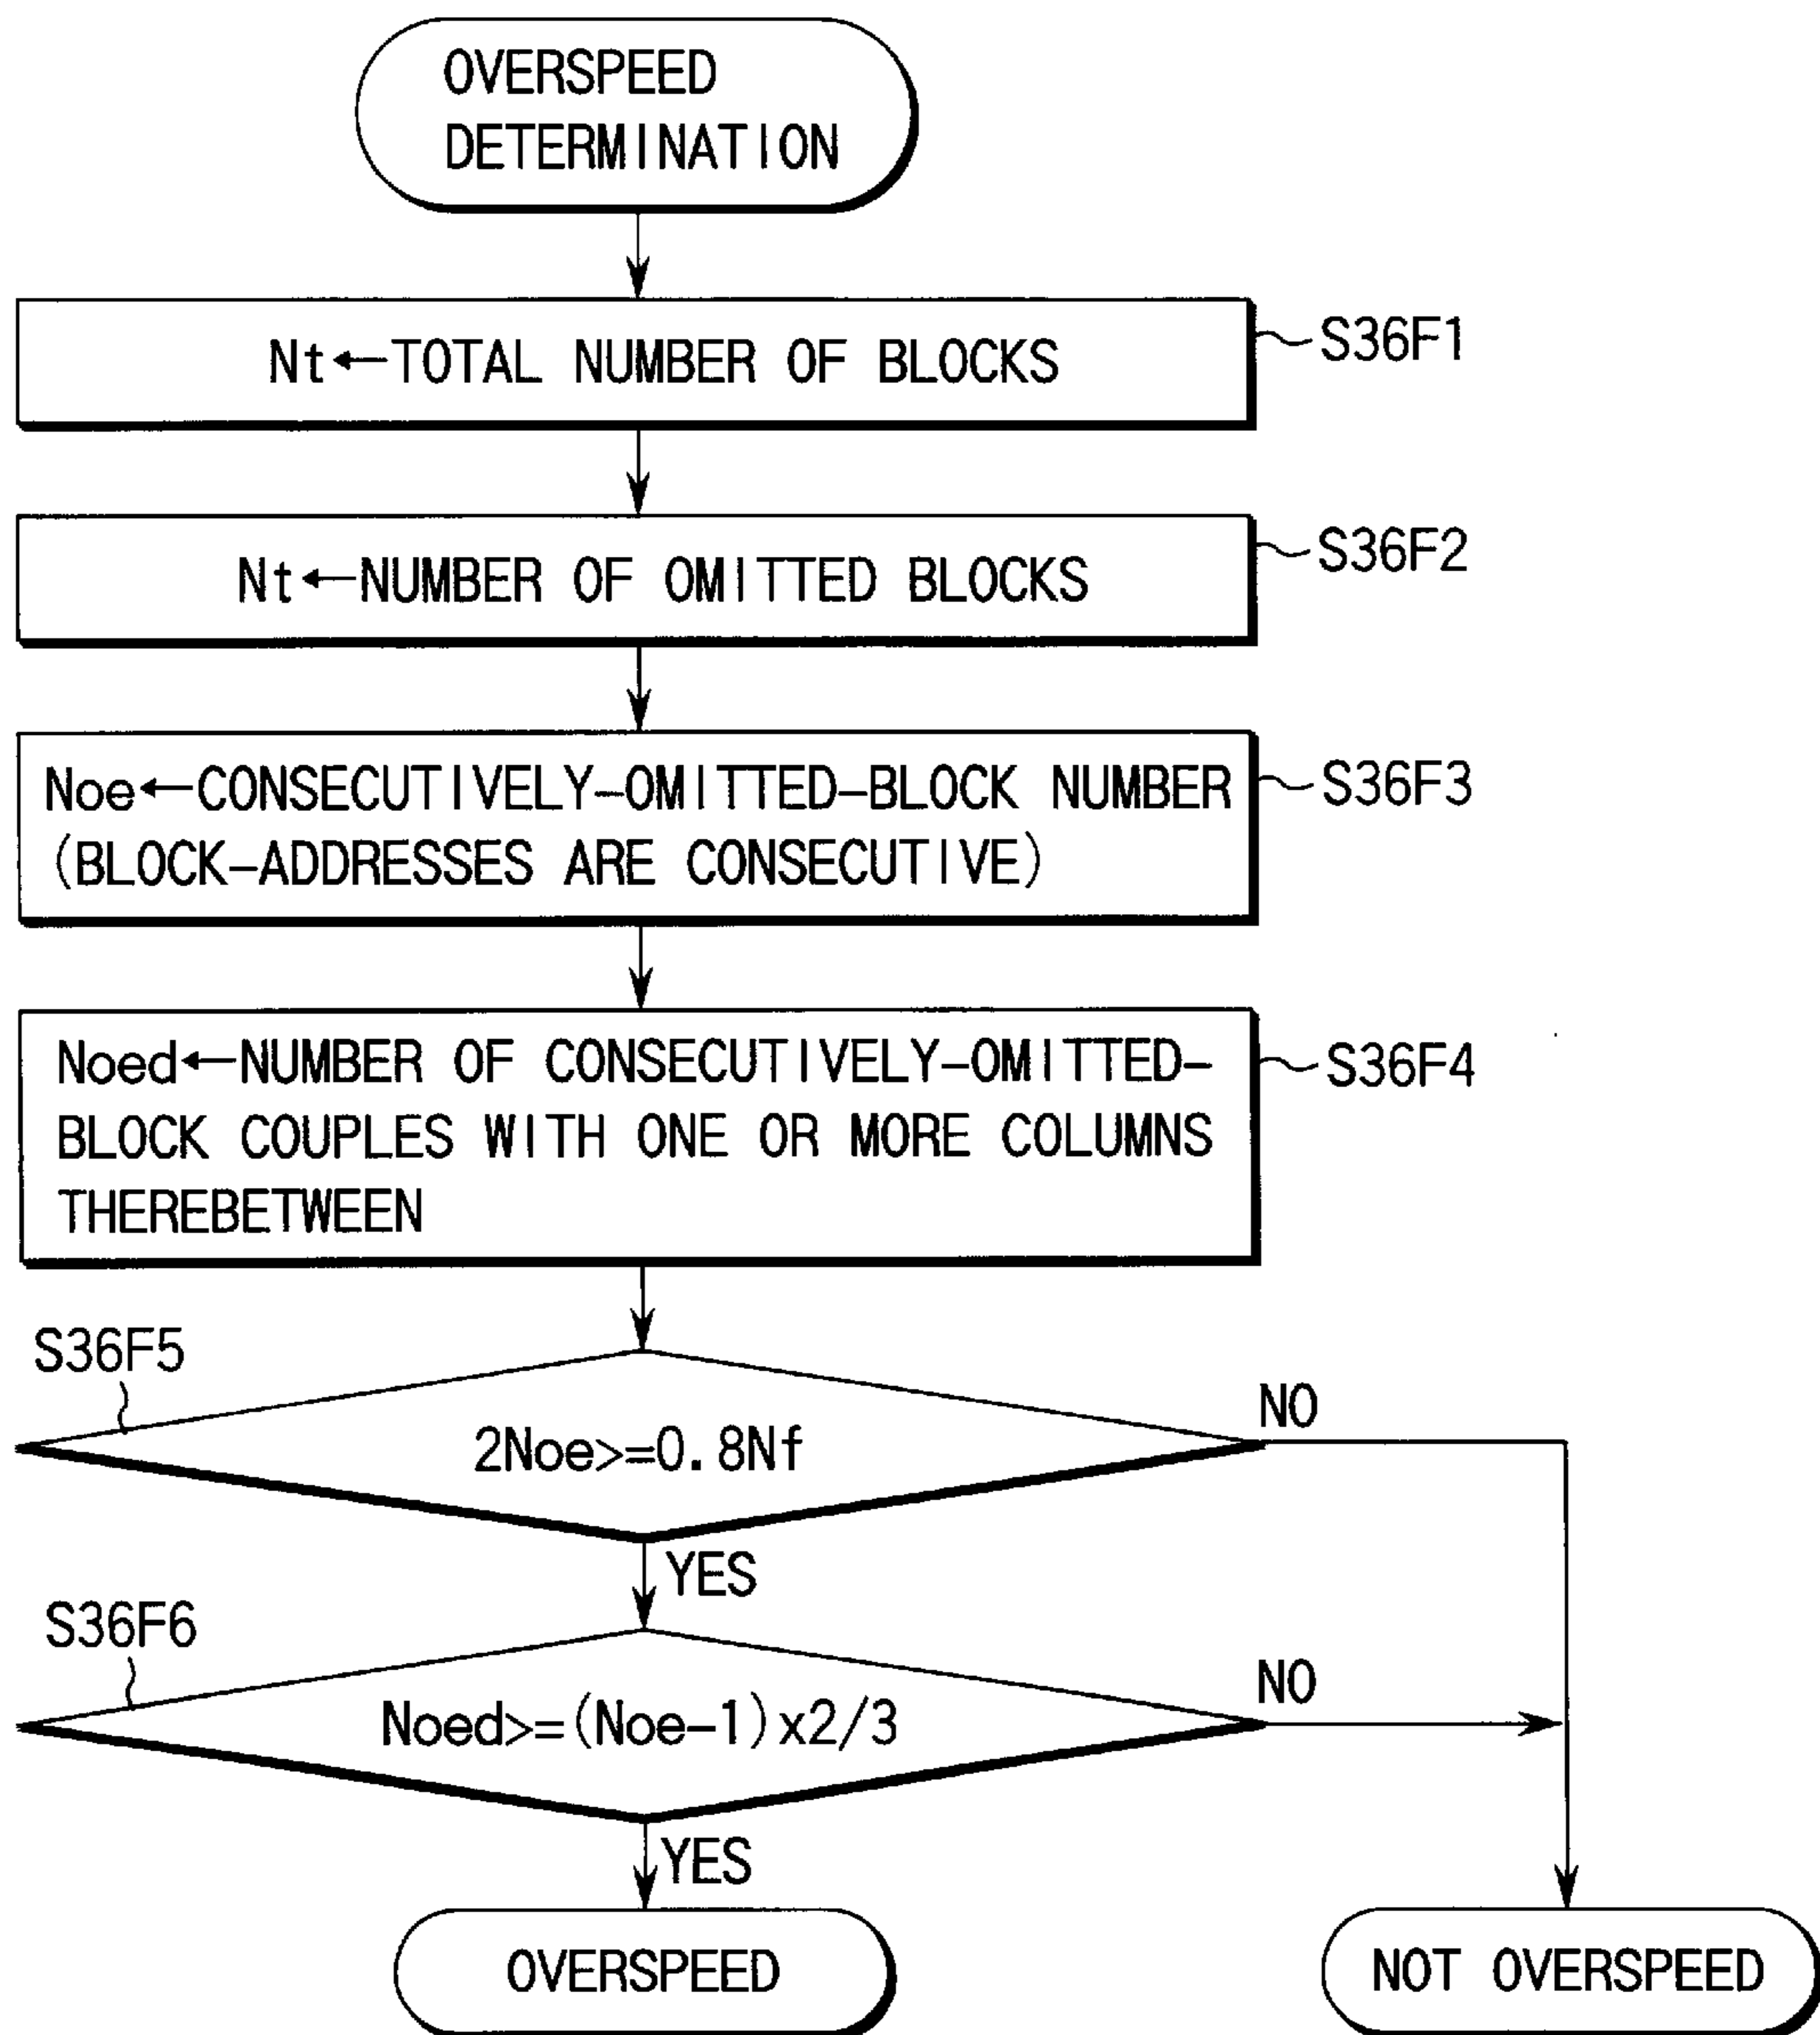 OVERSPEED
DETERMINATION
Nt←TOTAL NUMBER OF BLOCKS
S36F1
Nt←NUMBER OF OMITTED BLOCKS
S36F2
Noe←CONSECUTIVELY-OMITTED-BLOCK NUMBER
(BLOCK-ADDRESSES ARE CONSECUTIVE)
S36F3
Noed←NUMBER OF CONSECUTIVELY-OMITTED-
BLOCK COUPLES WITH ONE OR MORE COLUMNS
THEREBETWEEN
S36F4
S36F5
2Noe>=0.8Nf
NO
YES
S36F6
Noed>=(Noe-1)x2/3
NO
YES
OVERSPEED
NOT OVERSPEED